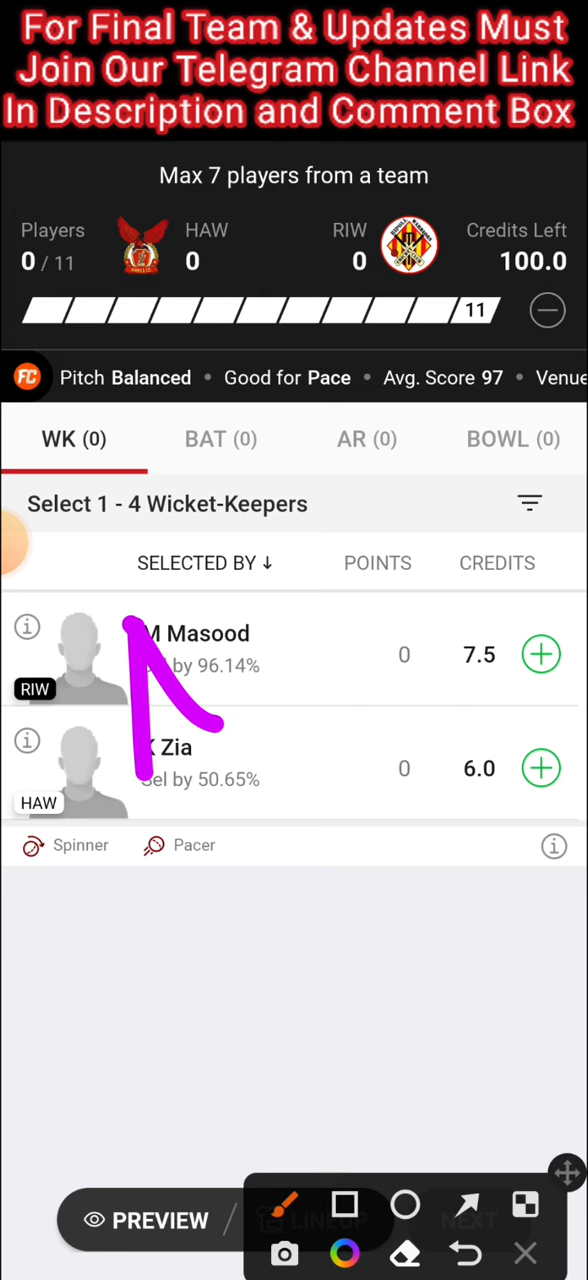 For Final Team & Updates Must
Join Our Telegram Channel Link
In Description and Comment Box
Max 7 players from a team
Players HAW RIW Credits Left
0 / 11 0 0 100.0
11
FC Pitch Balanced • Good for Pace • Avg. Score 97 • Venue
WK (0) BAT (0) AR (0) BOWL (0)
Select 1 - 4 Wicket-Keepers
SELECTED BY ↓ POINTS CREDITS
M Masood
by 96.14% 0 7.5
RIW
K Zia
Sel by 50.65% 0 6.0
HAW
Spinner Pacer
PREVIEW / LINEUP NEXT